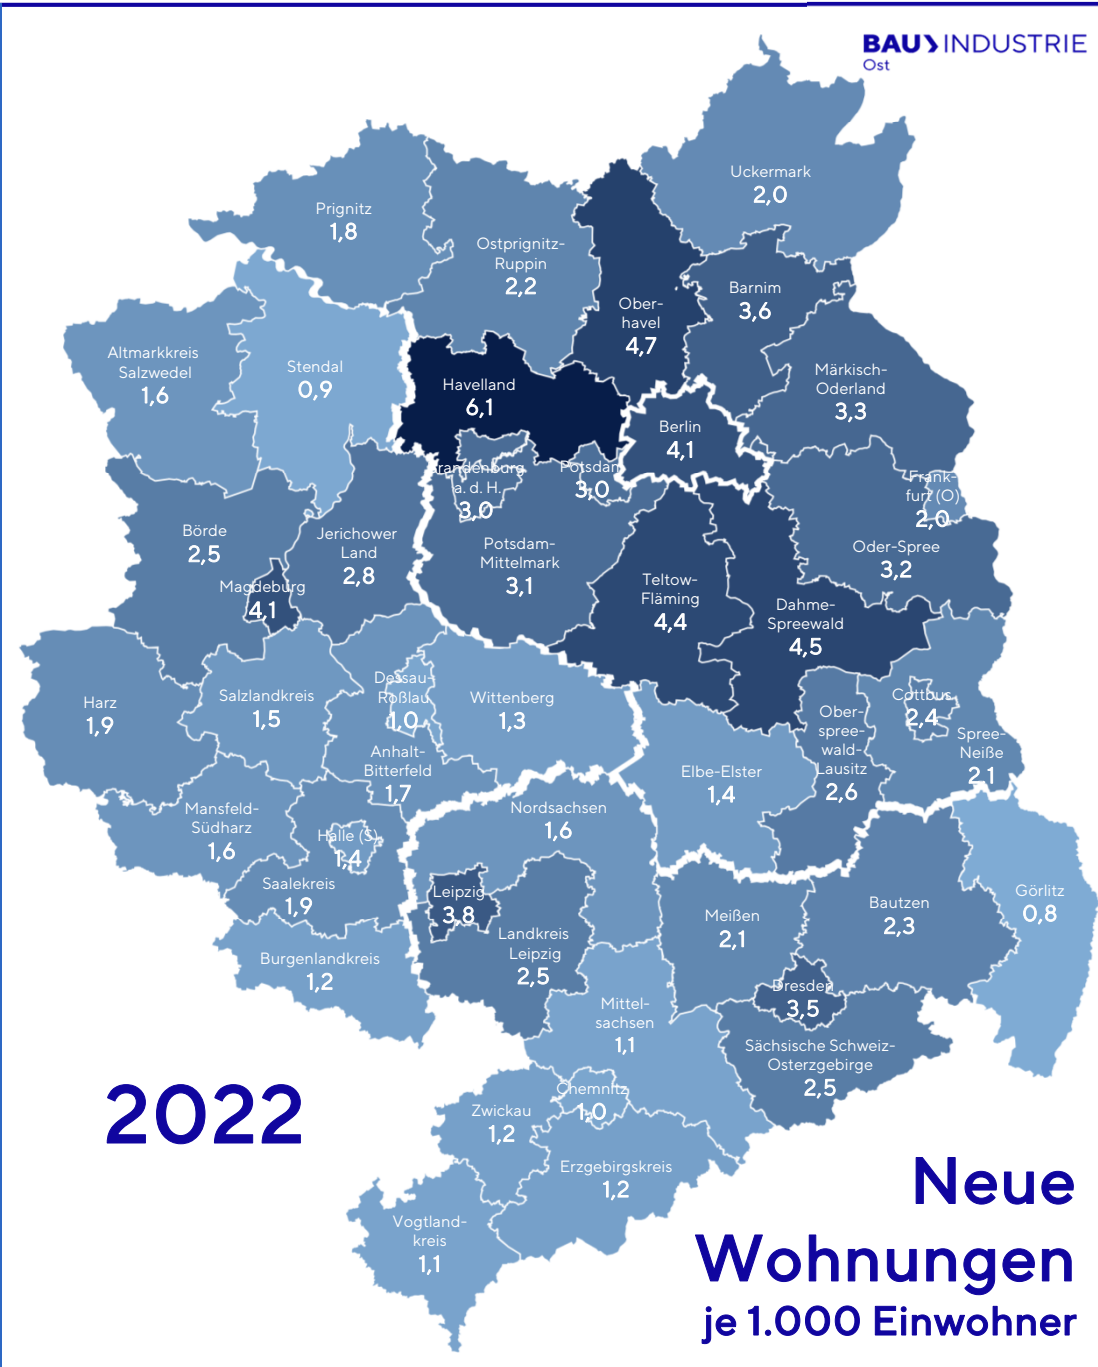 BAU INDUSTRIE
Ost
Uckermark
2,0
Prignitz
1,8
Ostprignitz-
Ruppin
2,2
Barnim
3,6
Ober-
havel
4,7
Altmarkkreis
Salzwedel
1,6
Stendal
0,9
Havelland
6,1
Märkisch-
Oderland
3,3
Berlin
4,1
Brandenburg
a. d. H.
3,0
Potsdam
3,0
Frank-
furt (O)
2,0
Börde
2,5
Jerichower
Land
2,8
Potsdam-
Mittelmark
3,1
Oder-Spree
3,2
Magdeburg
4,1
Teltow-
Fläming
4,4
Dahme-
Spreewald
4,5
Harz
1,9
Salzlandkreis
1,5
Dessau-
Roßlau
1,0
Wittenberg
1,3
Cottbus
2,4
Ober-
spree-
wald-
Lausitz
2,6
Spree-
Neiße
2,1
Anhalt-
Bitterfeld
1,7
Elbe-Elster
1,4
Mansfeld-
Südharz
1,6
Halle (S)
1,4
Nordsachsen
1,6
Saalekreis
1,9
Leipzig
3,8
Landkreis
Leipzig
2,5
Meißen
2,1
Bautzen
2,3
Görlitz
0,8
Burgenlandkreis
1,2
Dresden
3,5
Mittel-
sachsen
1,1
Sächsische Schweiz-
Osterzgebirge
2,5
Chemnitz
1,0
Zwickau
1,2
Erzgebirgskreis
1,2
Vogtland-
kreis
1,1
2022
Neue
Wohnungen
je 1.000 Einwohner